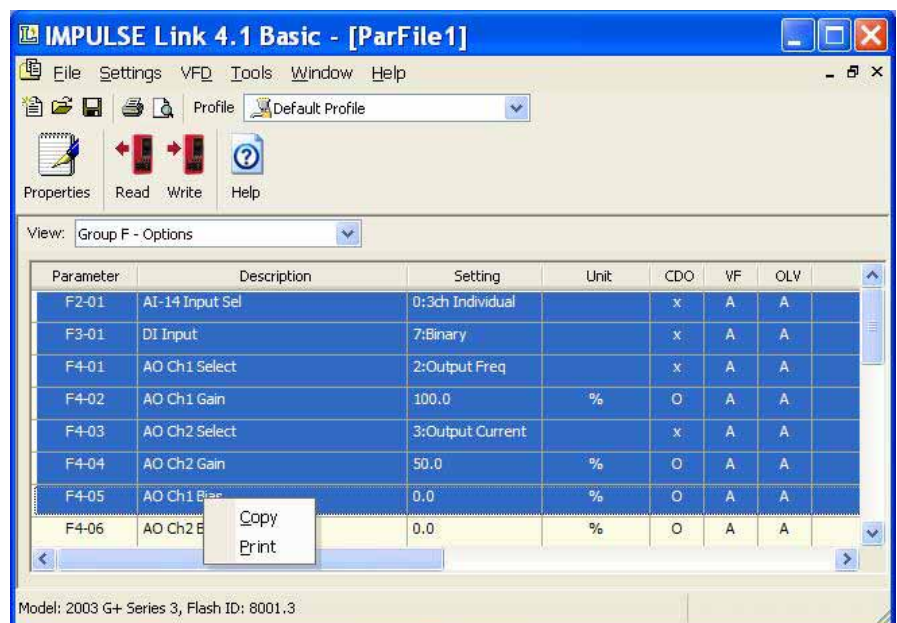 IMPULSE Link 4.1 Basic - [ParFile1]
File Settings VFD Tools Window Help
Profile Default Profile
Properties Read Write Help
View: Group F - Options
Parameter Description Setting Unit CDO VF OLV
F2-01 AI-14 Input Sel 0:3ch Individual x A A
F3-01 DI Input 7:Binary x A A
F4-01 AO Ch1 Select 2:Output Freq x A A
F4-02 AO Ch1 Gain 100.0 % O A A
F4-03 AO Ch2 Select 3:Output Current x A A
F4-04 AO Ch2 Gain 50.0 % O A A
F4-05 AO Ch1 Bias 0.0 % O A A
F4-06 AO Ch2 B 0.0 % O A A
Copy
Print
Model: 2003 G+ Series 3, Flash ID: 8001.3